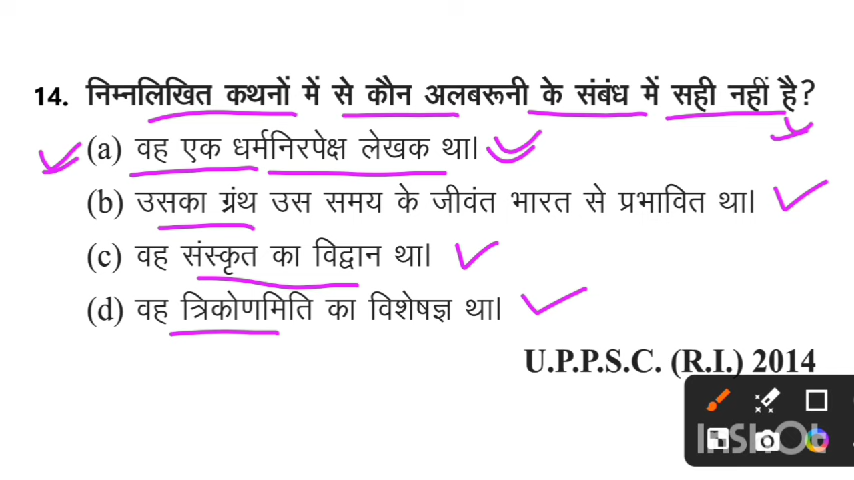 14. निम्नलिखित कथनों में से कौन अलबरूनी के संबंध में सही नहीं है?
(a) वह एक धर्मनिरपेक्ष लेखक था।
(b) उसका ग्रंथ उस समय के जीवंत भारत से प्रभावित था।
(c) वह संस्कृत का विद्वान था।
(d) वह त्रिकोणमिति का विशेषज्ञ था।
U.P.P.S.C. (R.I.) 2014
InShOt